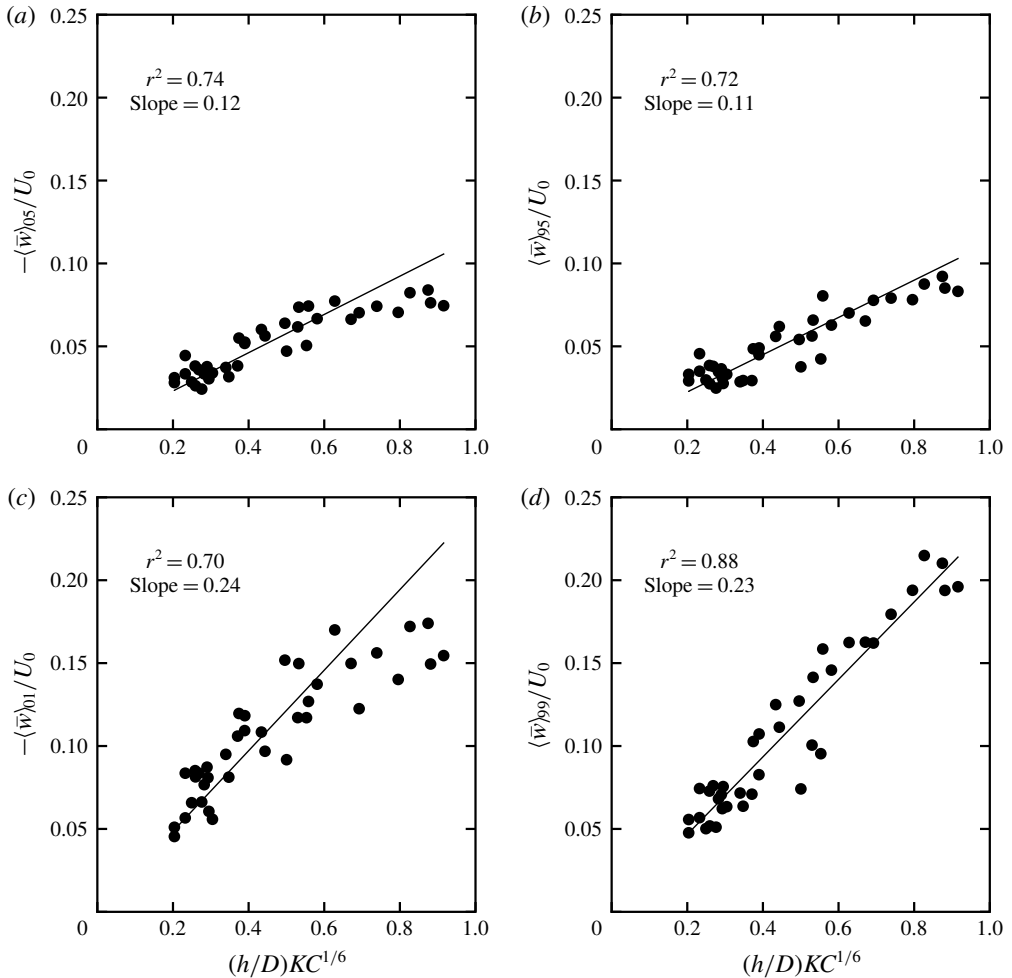 (a)
0.25
0.20
0.15
0.10
0.05
0
0.2
0.4
0.6
0.8
1.0
−⟨w̄⟩05/U0
r² = 0.74
Slope = 0.12
(b)
0.25
0.20
0.15
0.10
0.05
0
0.2
0.4
0.6
0.8
1.0
⟨w̄⟩95/U0
r² = 0.72
Slope = 0.11
(c)
0.25
0.20
0.15
0.10
0.05
0
0.2
0.4
0.6
0.8
1.0
−⟨w̄⟩01/U0
r² = 0.70
Slope = 0.24
(h/D)KC^1/6
(d)
0.25
0.20
0.15
0.10
0.05
0
0.2
0.4
0.6
0.8
1.0
⟨w̄⟩99/U0
r² = 0.88
Slope = 0.23
(h/D)KC^1/6